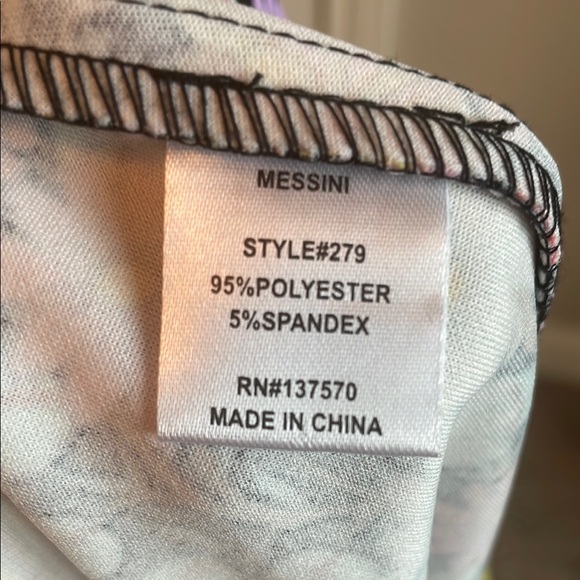 MESSINI
STYLE#279
95%POLYESTER
5%SPANDEX
RN#137570
MADE IN CHINA